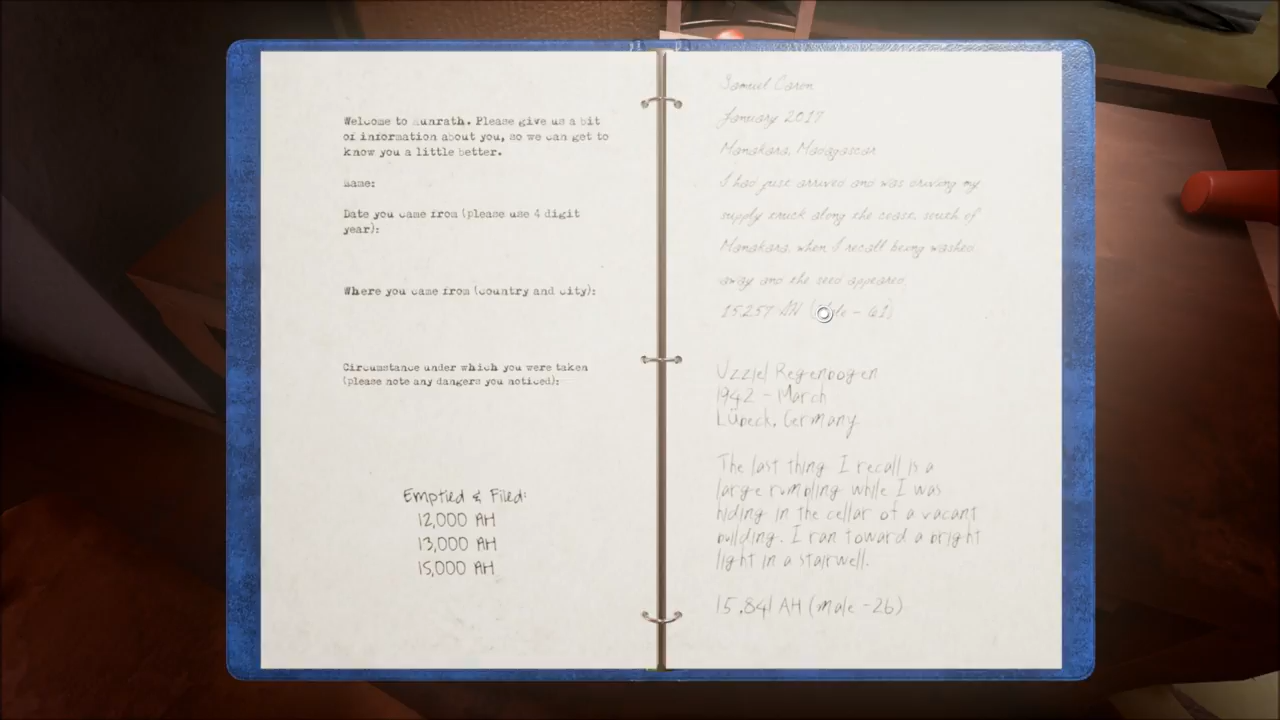 Welcome to Hunrath. Please give us a bit
of information about you, so we can get to
know you a little better.
Name:
Date you came from (please use 4 digit
year):
Where you came from (country and city):
Circumstance under which you were taken
(please note any dangers you noticed):
Emptied & Filed:
12,000 AH
13,000 AH
15,000 AH
Samuel Caron
January 2017
Manakara, Madagascar
I had just arrived and was driving my
supply truck along the coast, south of
Manakara, when I recall being washed
away and the seed appeared.
15,257 AH - 61)
Uzziel Regenbogen
1942 - March
Lübeck, Germany
The last thing I recall is a
large rumbling while I was
hiding in the cellar of a vacant
building. I ran toward a bright
light in a stairwell.
15,841 AH (male -26)